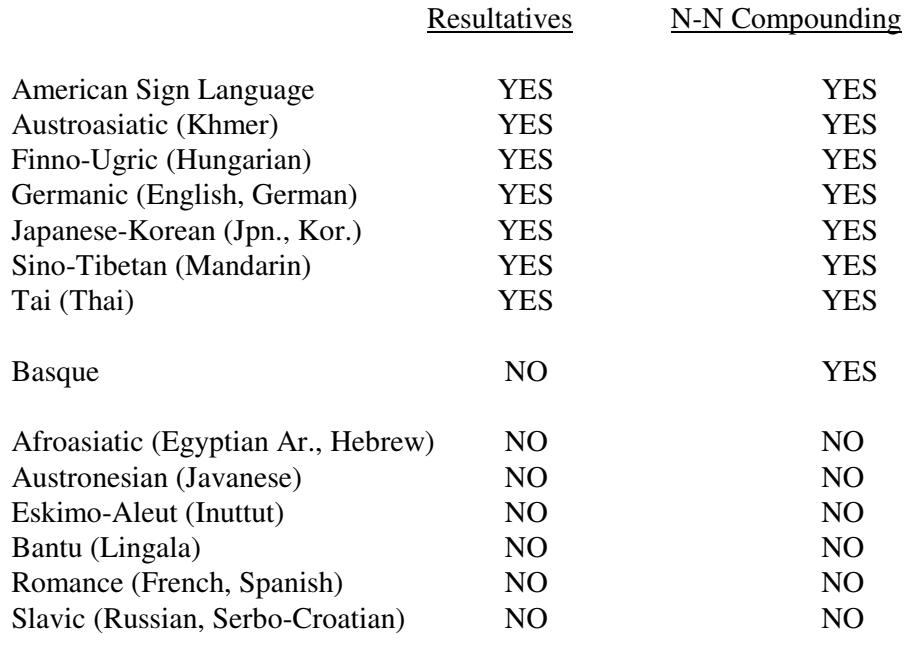 Resultatives N-N Compounding
American Sign Language YES YES
Austroasiatic (Khmer) YES YES
Finno-Ugric (Hungarian) YES YES
Germanic (English, German) YES YES
Japanese-Korean (Jpn., Kor.) YES YES
Sino-Tibetan (Mandarin) YES YES
Tai (Thai) YES YES
Basque NO YES
Afroasiatic (Egyptian Ar., Hebrew) NO NO
Austronesian (Javanese) NO NO
Eskimo-Aleut (Inuttut) NO NO
Bantu (Lingala) NO NO
Romance (French, Spanish) NO NO
Slavic (Russian, Serbo-Croatian) NO NO